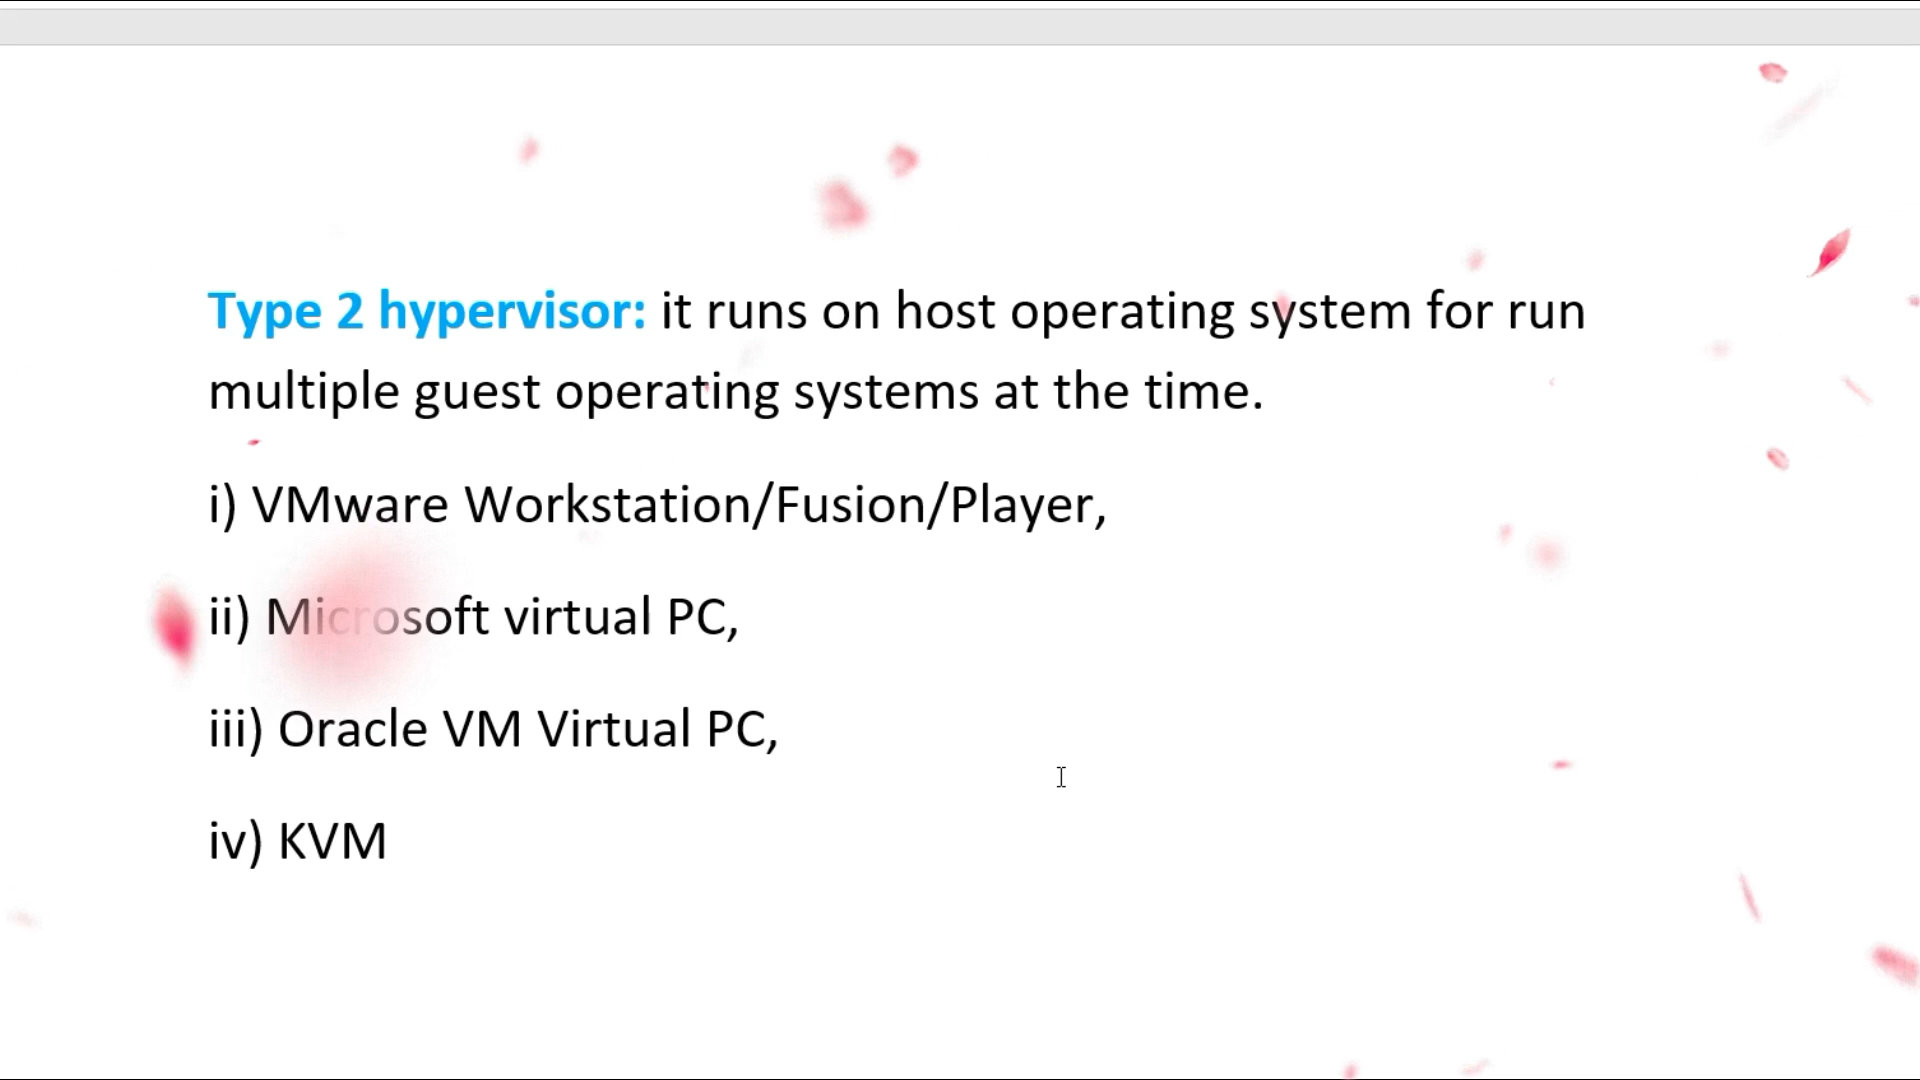 Type 2 hypervisor: it runs on host operating system for run
multiple guest operating systems at the time.
i) VMware Workstation/Fusion/Player,
ii) Microsoft virtual PC,
iii) Oracle VM Virtual PC,
iv) KVM